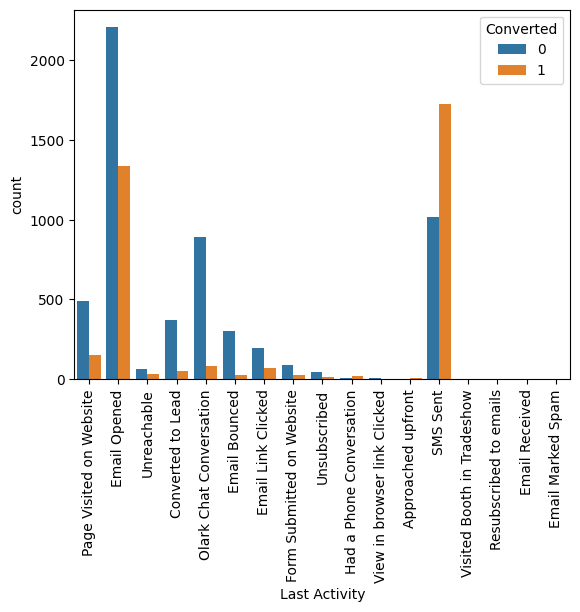 Converted
0
1
2000
1500
1000
500
0
count
Page Visited on Website
Email Opened
Unreachable
Converted to Lead
Olark Chat Conversation
Email Bounced
Email Link Clicked
Form Submitted on Website
Unsubscribed
Had a Phone Conversation
View in browser link Clicked
Approached upfront
SMS Sent
Visited Booth in Tradeshow
Resubscribed to emails
Email Received
Email Marked Spam
Last Activity